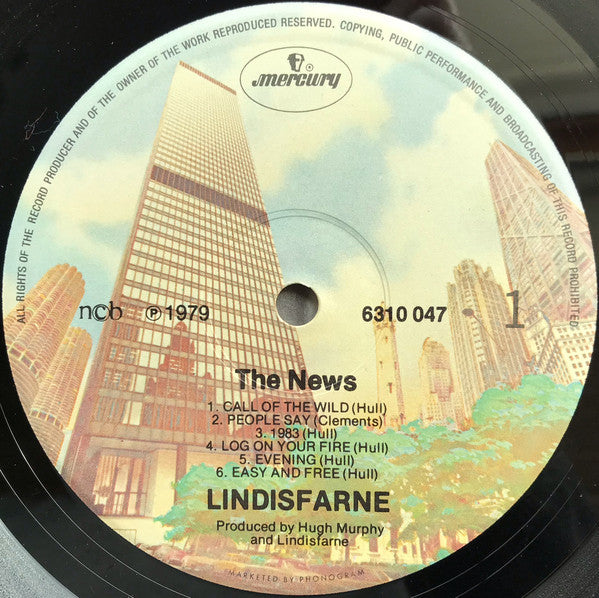 ALL RIGHTS OF THE RECORD PRODUCER AND OF THE OWNER OF THE WORK REPRODUCED RESERVED. COPYING, PUBLIC PERFORMANCE AND BROADCASTING OF THIS RECORD PROHIBITED
mercury ®
n©b ℗ 1979 6310 047 1
The News
1. CALL OF THE WILD (Hull)
2. PEOPLE SAY (Clements)
3. 1983 (Hull)
4. LOG ON YOUR FIRE (Hull)
5. EVENING (Hull)
6. EASY AND FREE (Hull)
LINDISFARNE
Produced by Hugh Murphy
and Lindisfarne
MARKETED BY PHONOGRAM